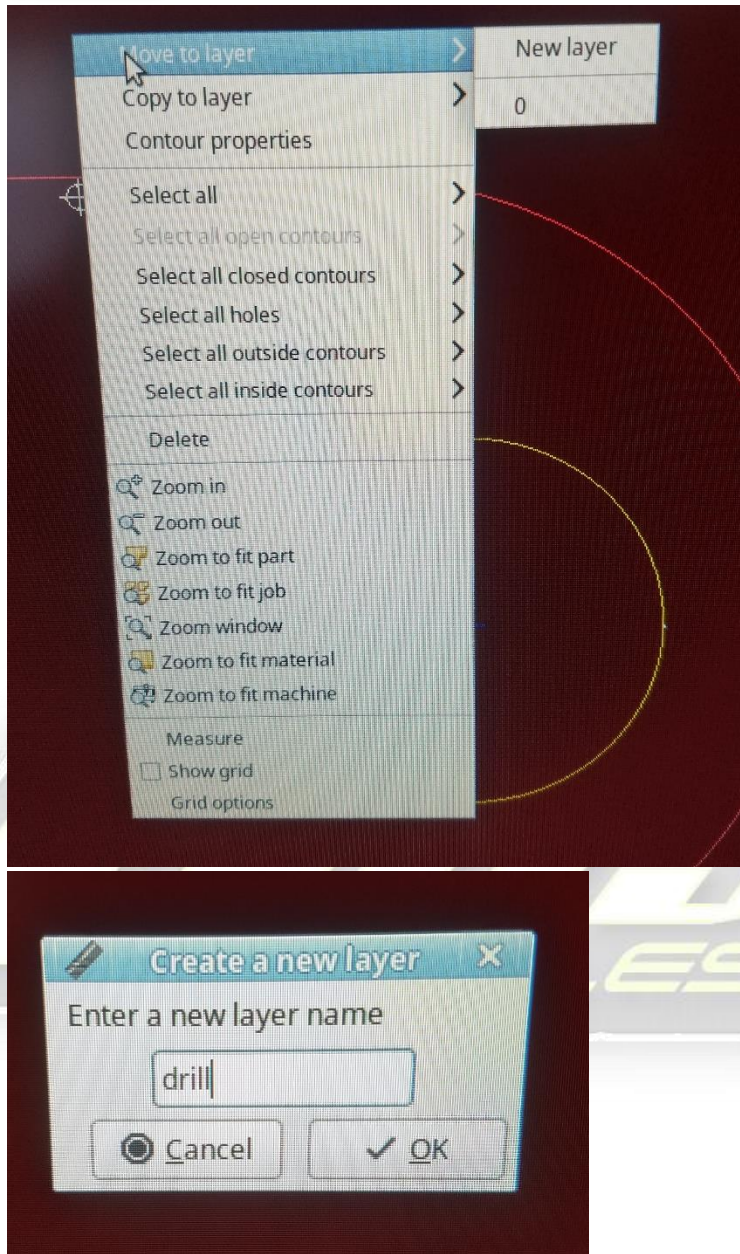 Move to layer
New layer
Copy to layer
0
Contour properties
Select all
Select all open contours
Select all closed contours
Select all holes
Select all outside contours
Select all inside contours
Delete
Zoom in
Zoom out
Zoom to fit part
Zoom to fit job
Zoom window
Zoom to fit material
Zoom to fit machine
Measure
Show grid
Grid options
Create a new layer
Enter a new layer name
drill
Cancel
OK